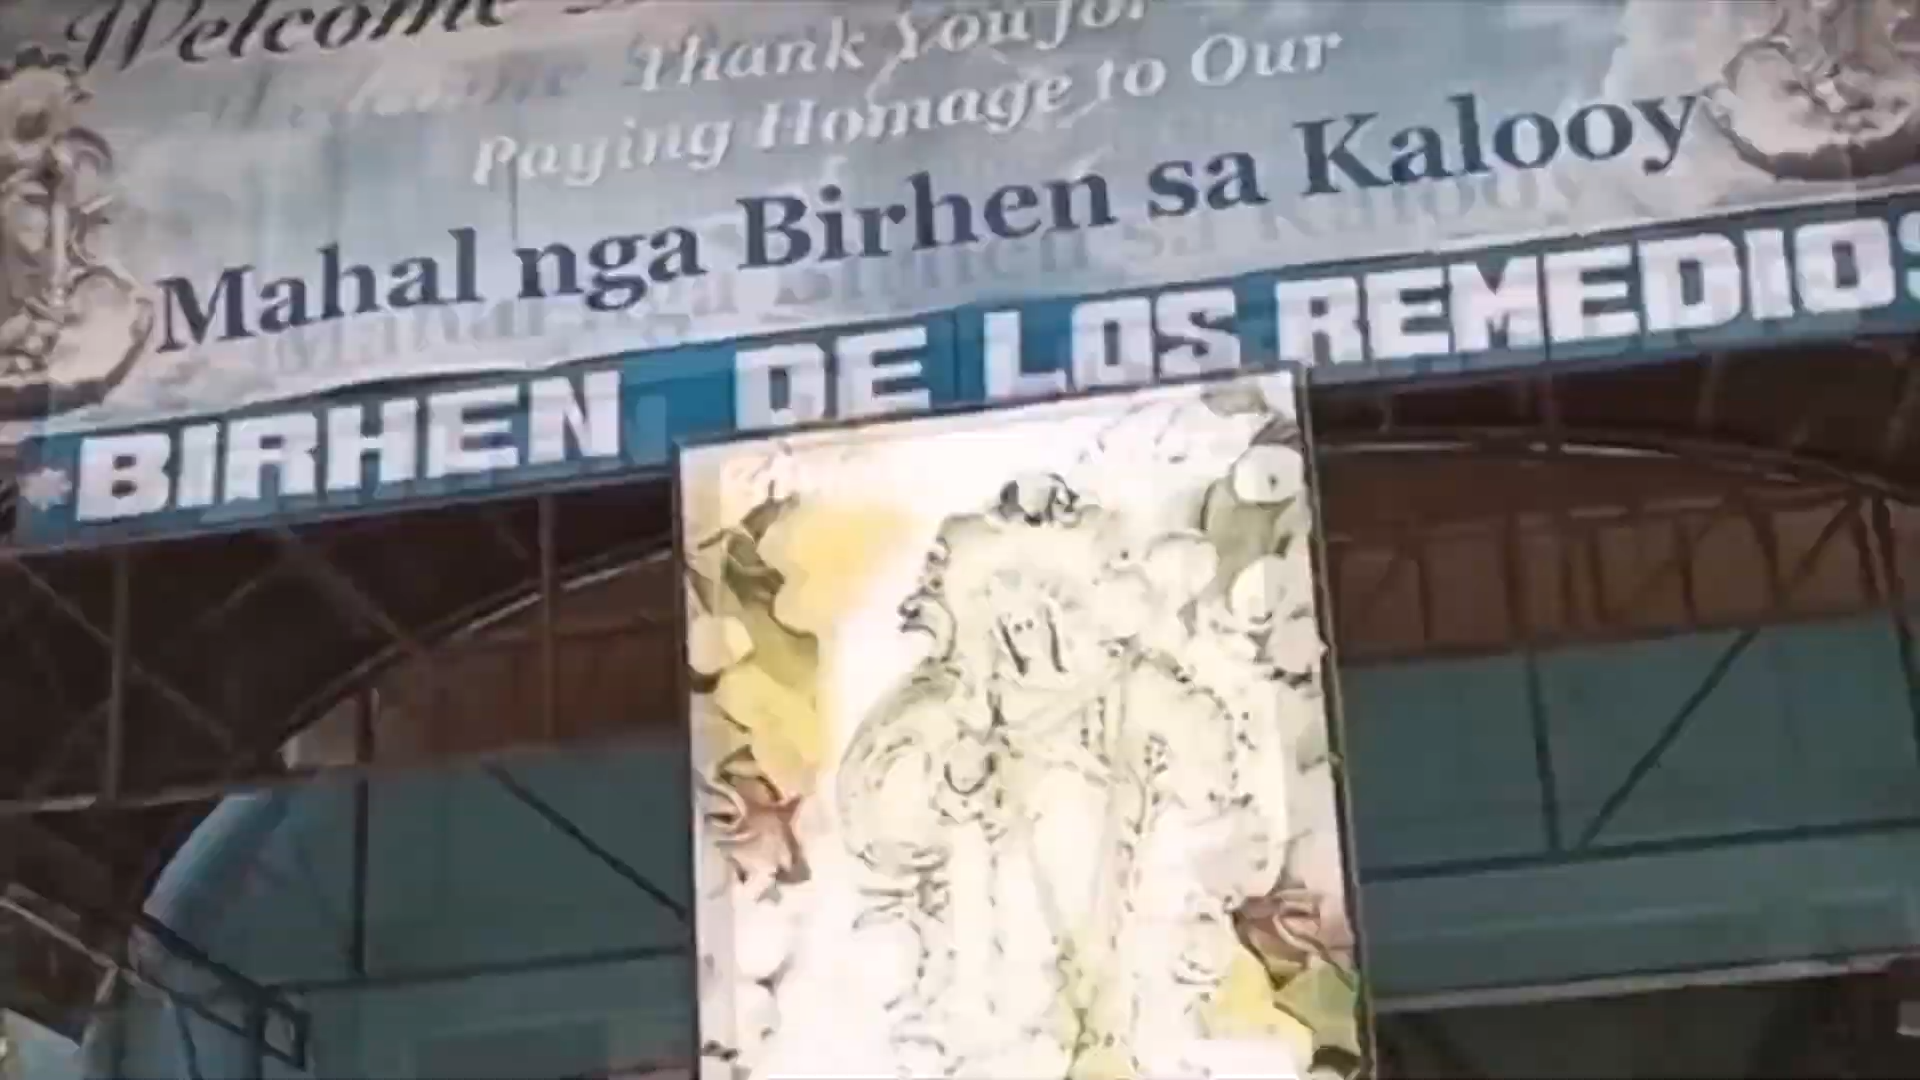 Welcome
Thank You for
Paying Homage to Our
Mahal nga Birhen sa Kalooy
BIRHEN DE LOS REMEDIOS